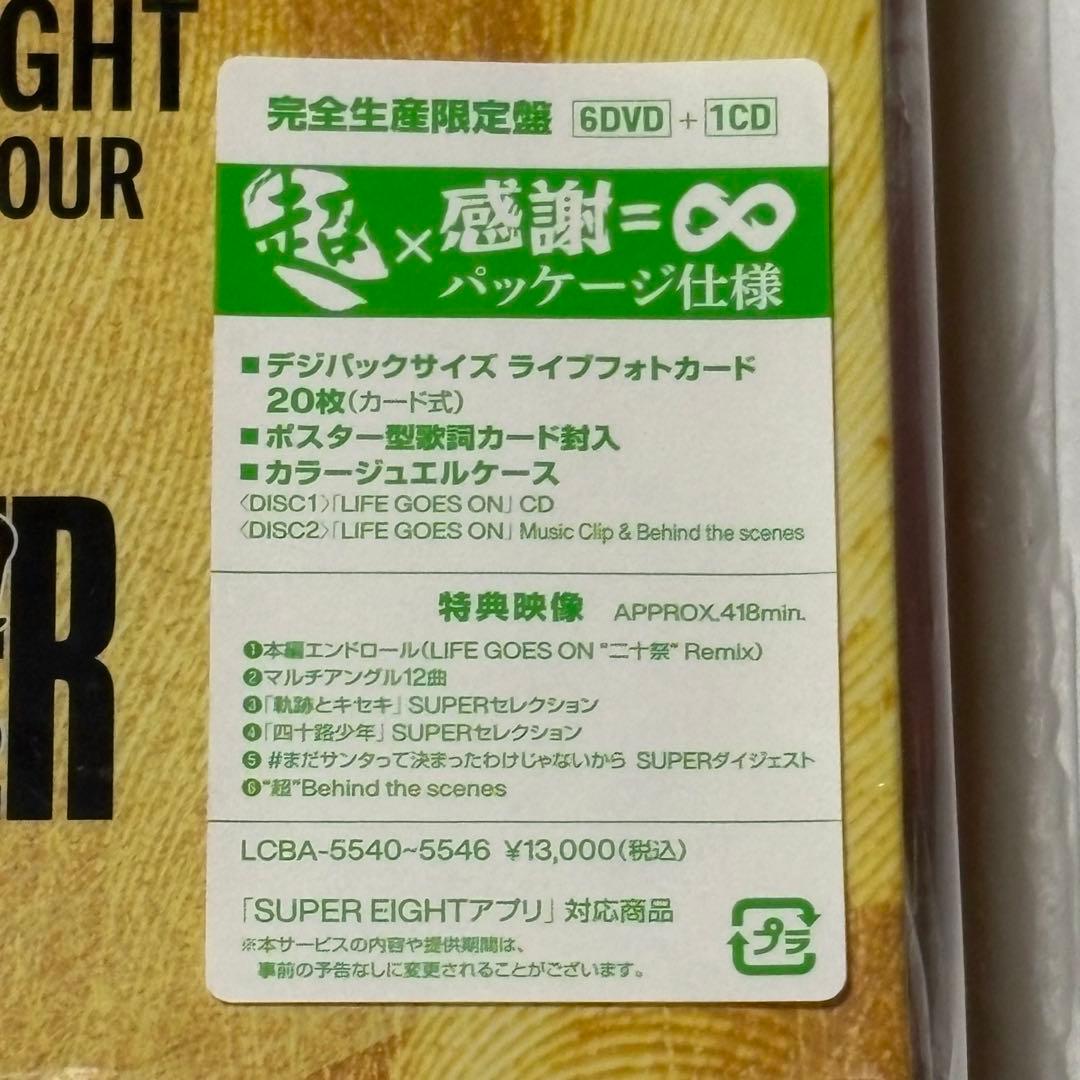 GHT
OUR
ER
完全生産限定盤 6DVD + 1CD
超×感謝=∞
パッケージ仕様
■デジパックサイズ ライブフォトカード
20枚(カード式)
■ポスター型歌詞カード封入
■カラージュエルケース
〈DISC1〉「LIFE GOES ON」CD
〈DISC2〉「LIFE GOES ON」Music Clip & Behind the scenes
特典映像 APPROX.418min.
❶本編エンドロール(LIFE GOES ON "二十祭" Remix)
❷マルチアングル12曲
❸「軌跡とキセキ」SUPERセレクション
❹「四十路少年」SUPERセレクション
❺#まだサンタって決まったわけじゃないから SUPERダイジェスト
❻"超"Behind the scenes
LCBA-5540~5546 ¥13,000(税込)
「SUPER EIGHTアプリ」対応商品
※本サービスの内容や提供期間は、
事前の予告なしに変更されることがございます。
プラ